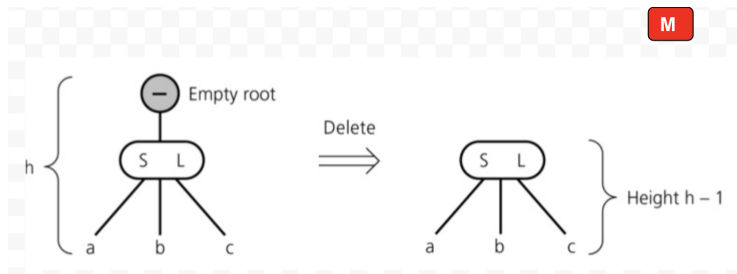 M
− Empty root
Delete
S L
S L
h
Height h – 1
a b c
a b c